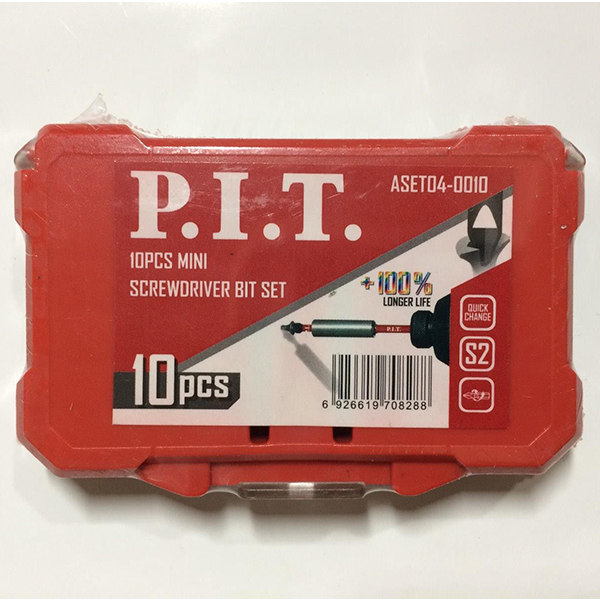 P.I.T.
ASET04-0010
10PCS MINI
SCREWDRIVER BIT SET
+100%
LONGER LIFE
P.I.T.
QUICK
CHANGE
S2
10pcs
6 926619 708288